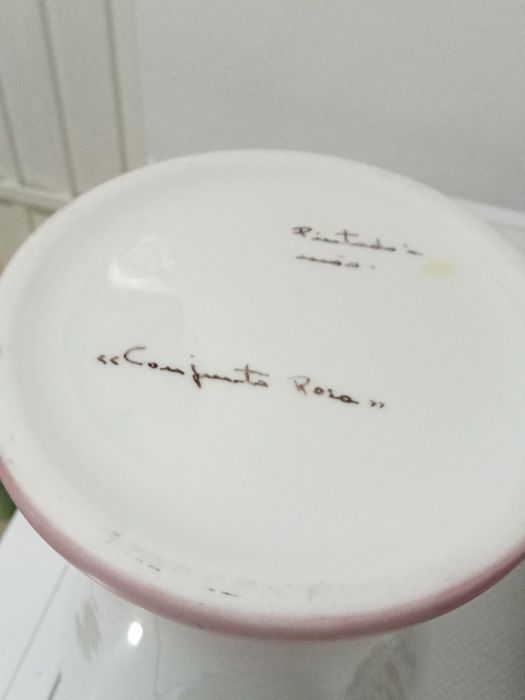 Pintado à
mão.
«Conjunto Rosa»